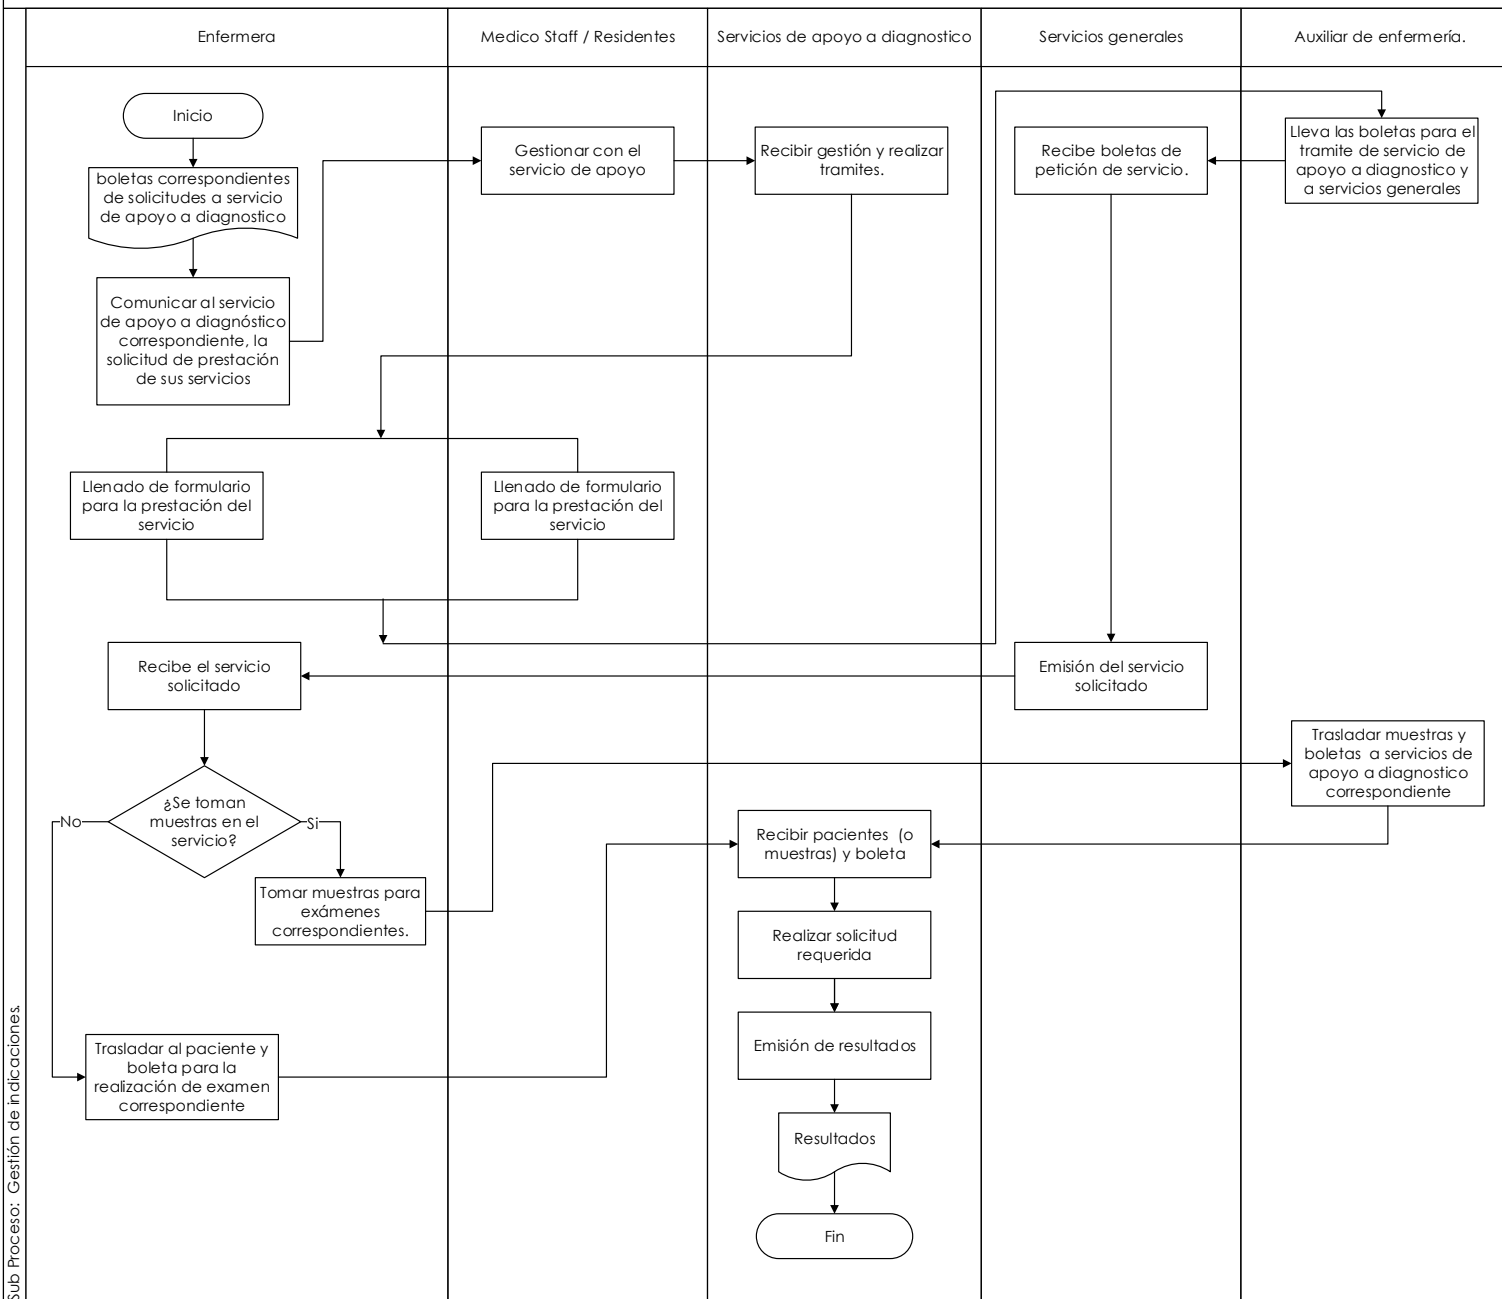 Enfermera
Medico Staff / Residentes
Servicios de apoyo a diagnostico
Servicios generales
Auxiliar de enfermería.
Inicio
boletas correspondientes
de solicitudes a servicio
de apoyo a diagnostico
Comunicar al servicio
de apoyo a diagnóstico
correspondiente, la
solicitud de prestación
de sus servicios
Gestionar con el
servicio de apoyo
Recibir gestión y realizar
tramites.
Recibe boletas de
petición de servicio.
Lleva las boletas para el
tramite de servicio de
apoyo a diagnostico y
a servicios generales
Llenado de formulario
para la prestación del
servicio
Llenado de formulario
para la prestación del
servicio
Recibe el servicio
solicitado
Emisión del servicio
solicitado
¿Se toman
muestras en el
servicio?
No
Si
Tomar muestras para
exámenes
correspondientes.
Trasladar muestras y
boletas a servicios de
apoyo a diagnostico
correspondiente
Recibir pacientes (o
muestras) y boleta
Realizar solicitud
requerida
Emisión de resultados
Trasladar al paciente y
boleta para la
realización de examen
correspondiente
Resultados
Fin
Sub Proceso: Gestión de indicaciones.